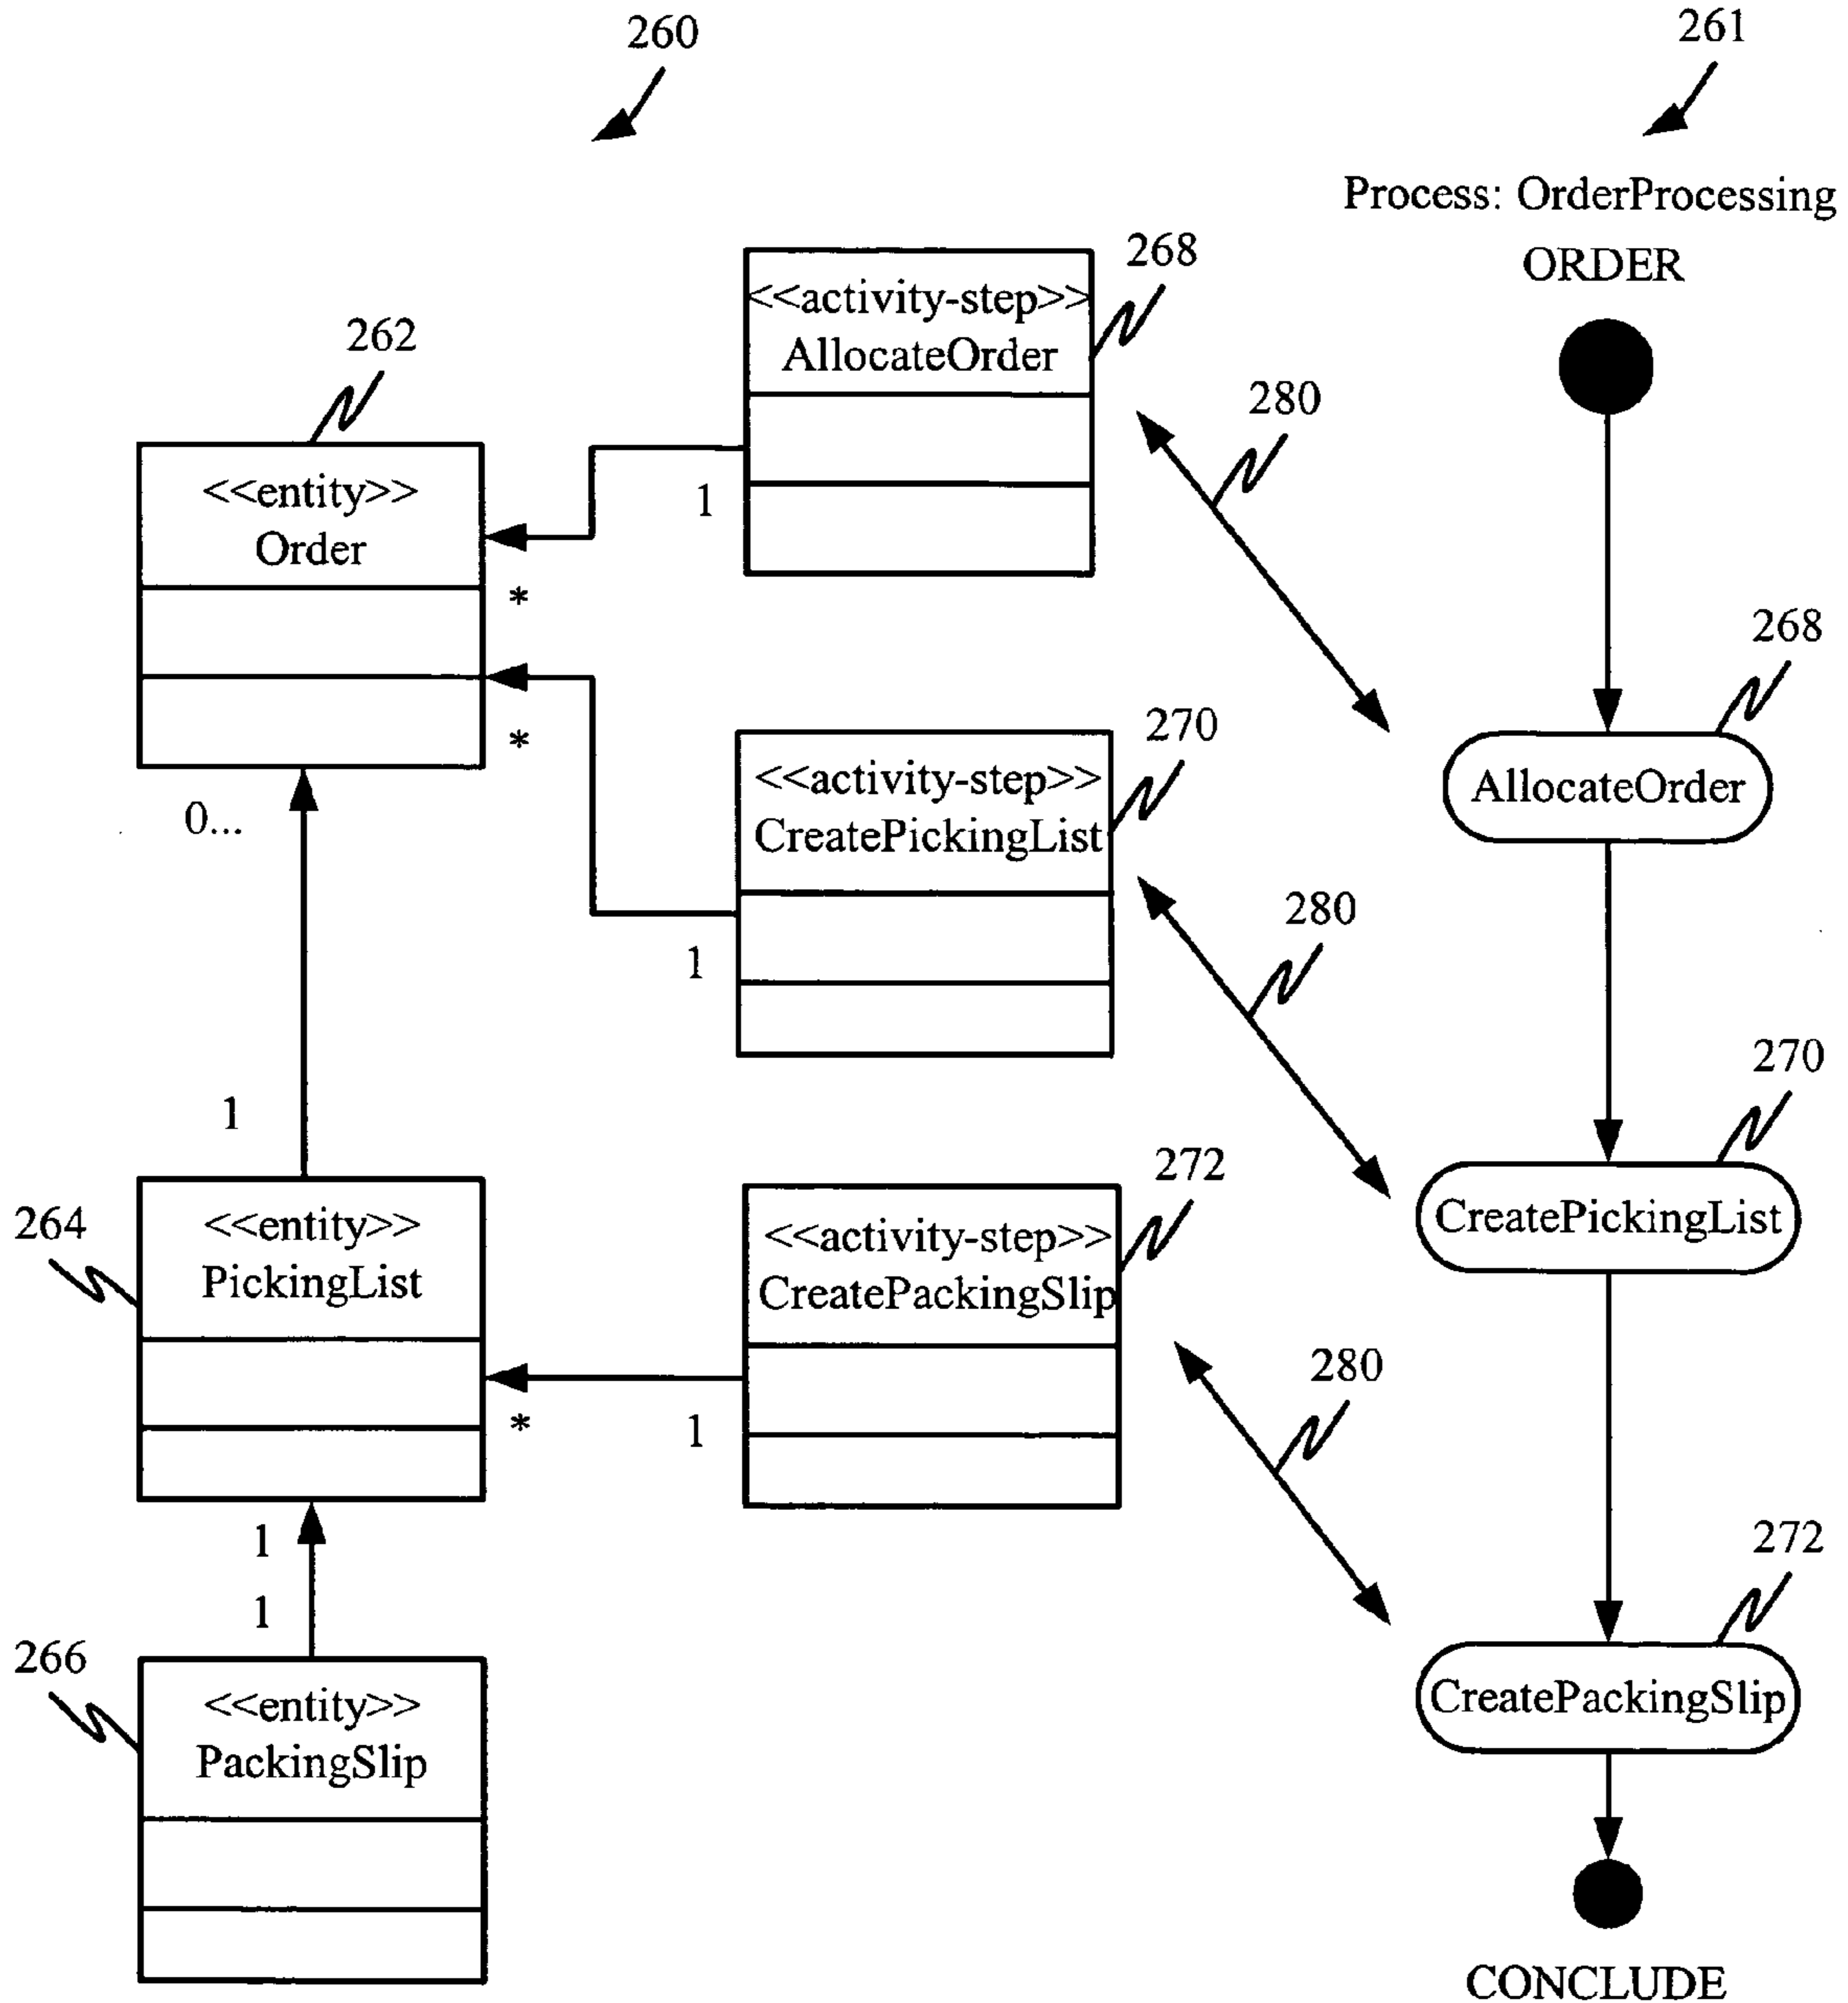 260
261
Process: OrderProcessing
ORDER
268
<<activity-step>>
AllocateOrder
262
<<entity>>
Order
1
*
*
280
268
AllocateOrder
270
<<activity-step>>
CreatePickingList
0...
1
280
1
270
CreatePickingList
264
<<entity>>
PickingList
272
<<activity-step>>
CreatePackingSlip
*
1
280
1
1
272
CreatePackingSlip
266
<<entity>>
PackingSlip
CONCLUDE